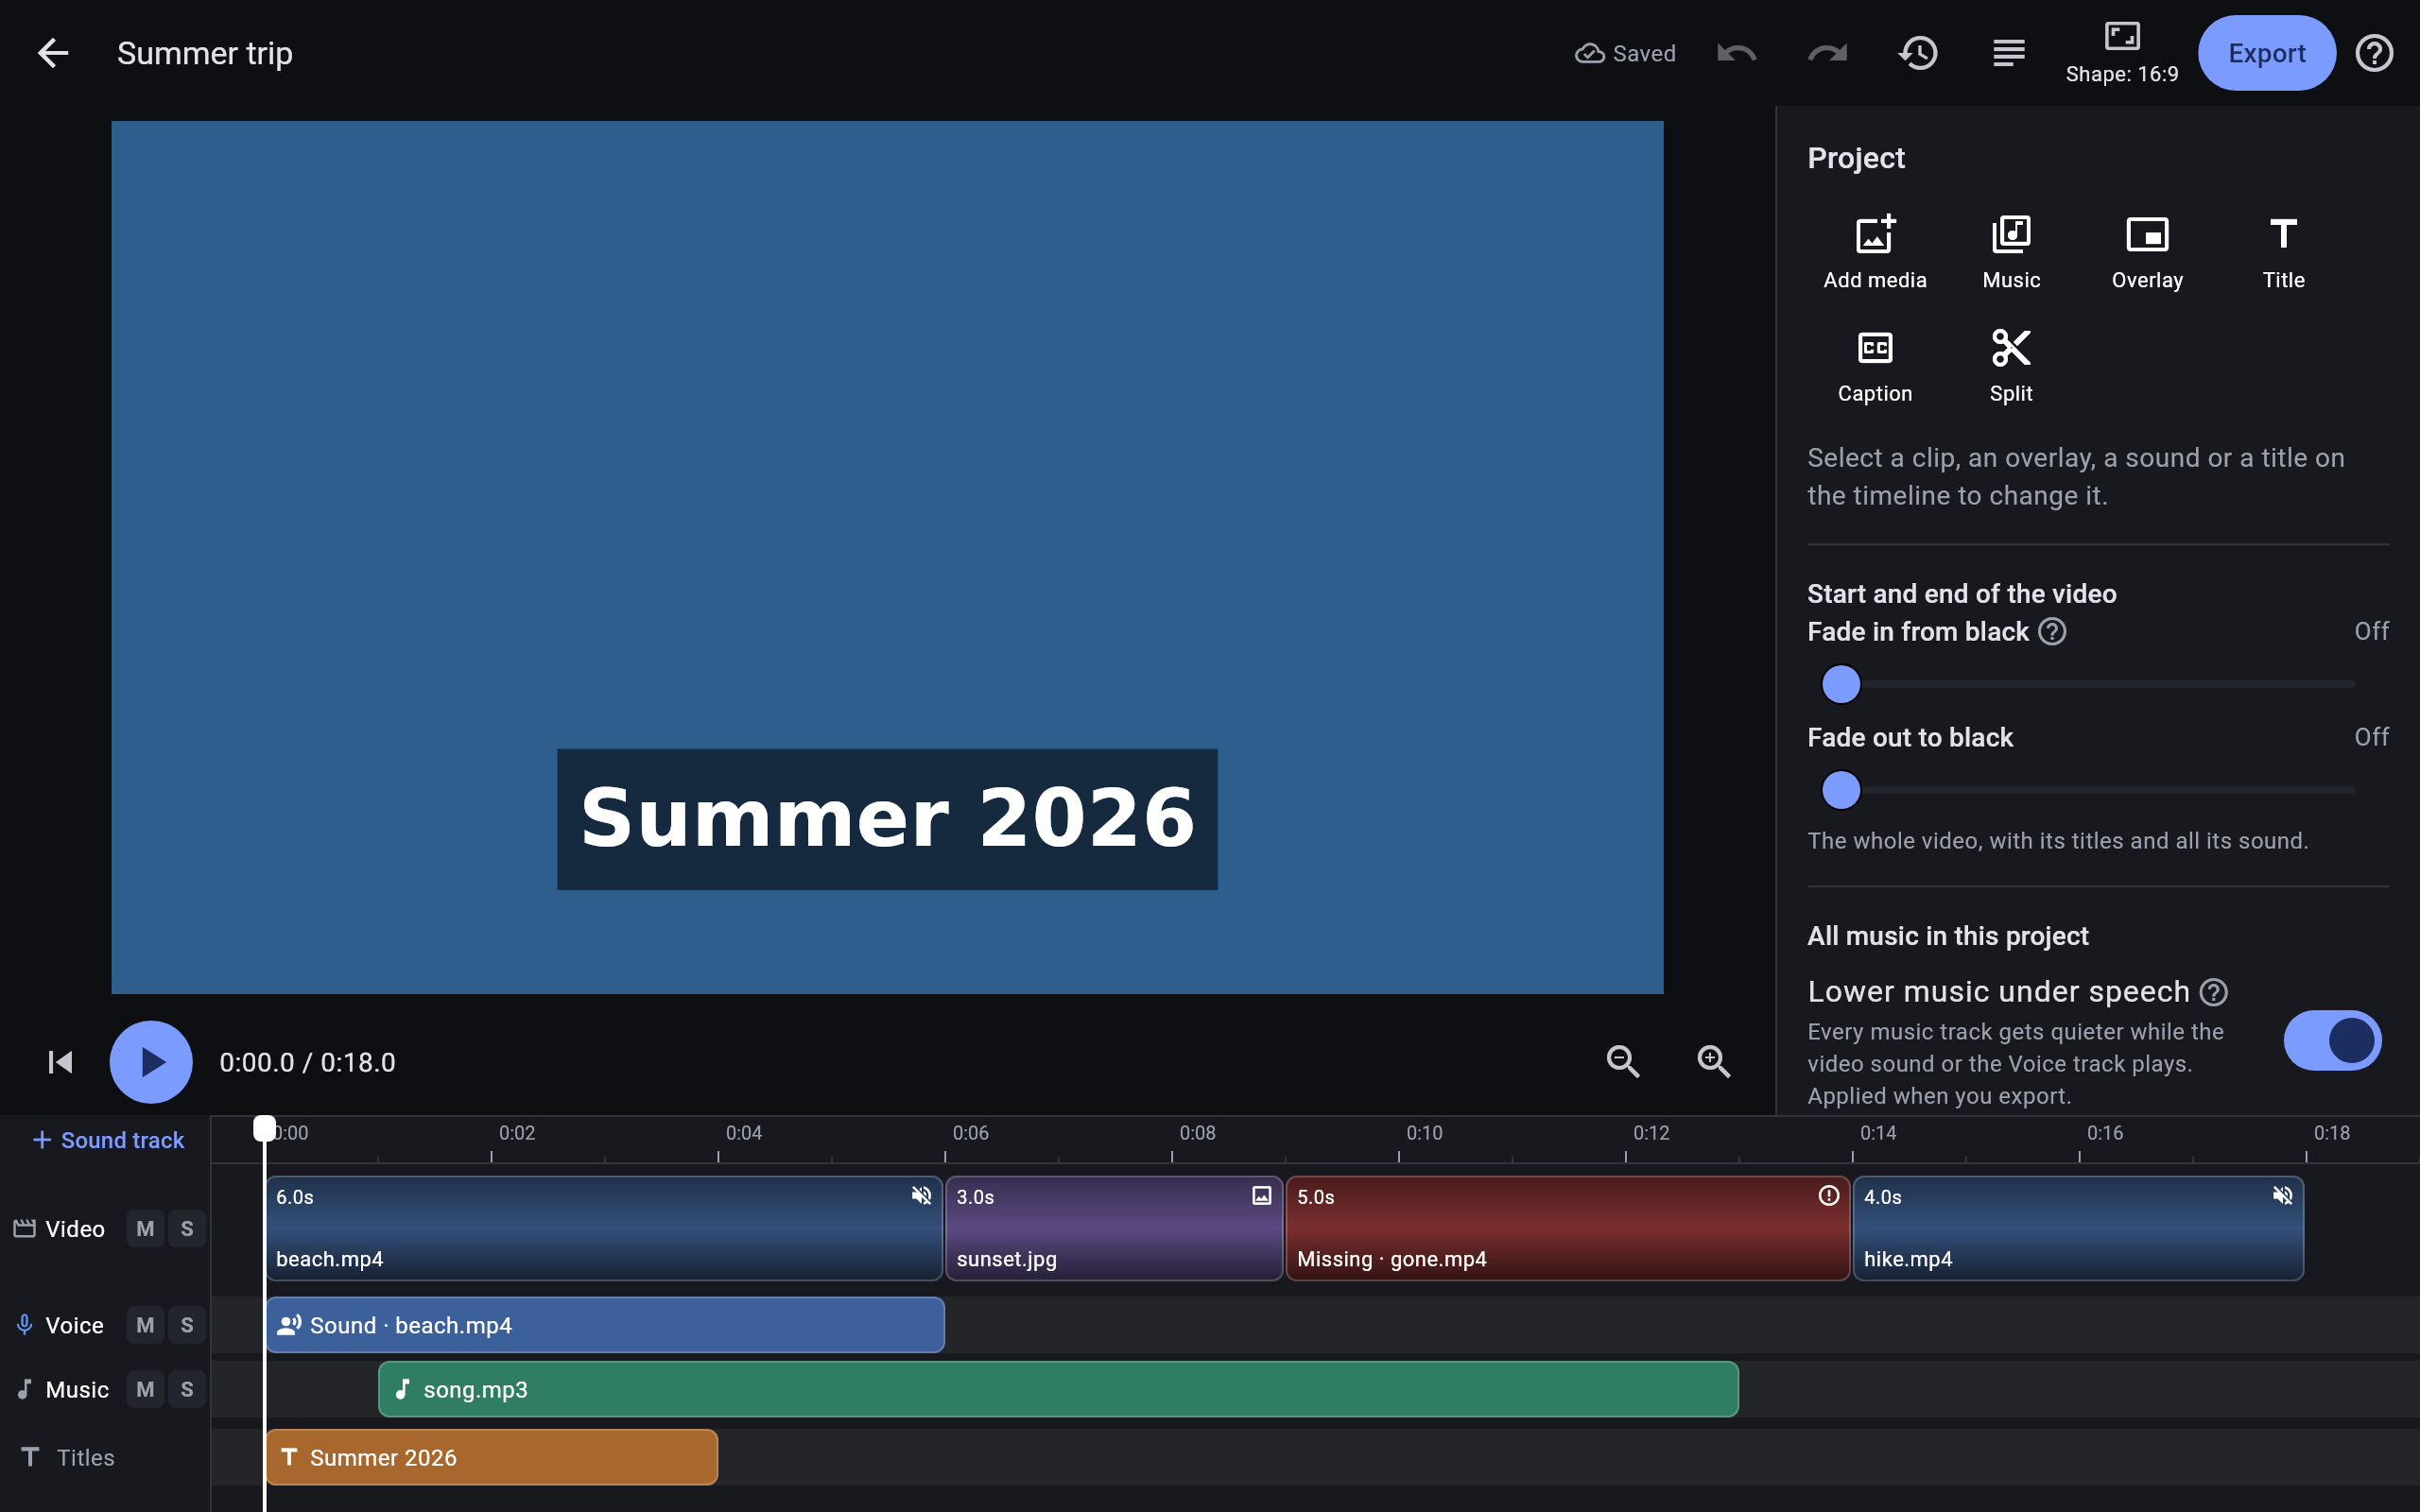 Summer trip
Saved
Shape: 16:9
Export
Summer 2026
Project
Add media
Music
Overlay
Title
Caption
Split
Select a clip, an overlay, a sound or a title on
the timeline to change it.
Start and end of the video
Fade in from black
Off
Fade out to black
Off
The whole video, with its titles and all its sound.
All music in this project
Lower music under speech
Every music track gets quieter while the
video sound or the Voice track plays.
Applied when you export.
0:00.0 / 0:18.0
Sound track
0:00 0:02 0:04 0:06 0:08 0:10 0:12 0:14 0:16 0:18
Video M S
6.0s
beach.mp4
3.0s
sunset.jpg
5.0s
Missing · gone.mp4
4.0s
hike.mp4
Voice M S
Sound · beach.mp4
Music M S
song.mp3
Titles
Summer 2026